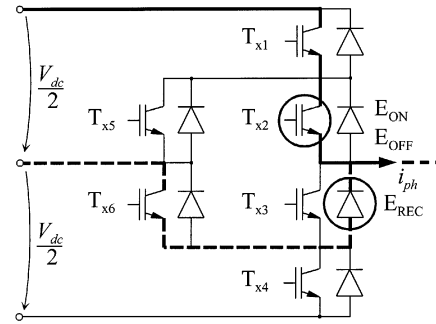 T_x1
V_dc
2
T_x5
T_x2
E_ON
E_OFF
i_ph
T_x6
T_x3
E_REC
V_dc
2
T_x4